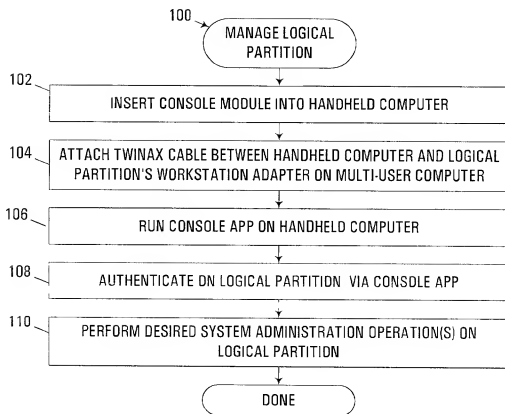 100
MANAGE LOGICAL
PARTITION
102
INSERT CONSOLE MODULE INTO HANDHELD COMPUTER
104
ATTACH TWINAX CABLE BETWEEN HANDHELD COMPUTER AND LOGICAL
PARTITION'S WORKSTATION ADAPTER ON MULTI-USER COMPUTER
106
RUN CONSOLE APP ON HANDHELD COMPUTER
108
AUTHENTICATE ON LOGICAL PARTITION VIA CONSOLE APP
110
PERFORM DESIRED SYSTEM ADMINISTRATION OPERATION(S) ON
LOGICAL PARTITION
DONE